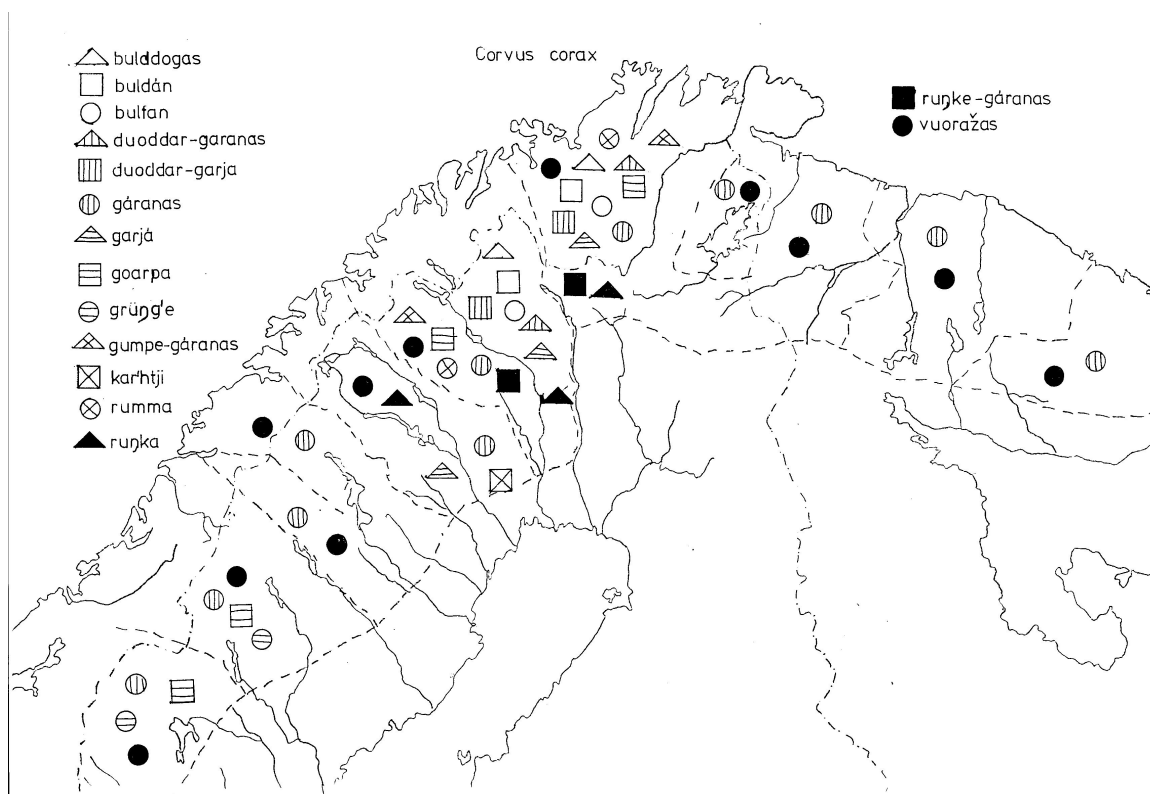 bulddogas
buldán
bulfan
duoddar-garanas
duoddar-garja
gáranas
garjá
goarpa
grüŋg'e
gumpe-gáranas
kar'htji
rumma
ruŋka
Corvus corax
ruŋke-gáranas
vuoražas